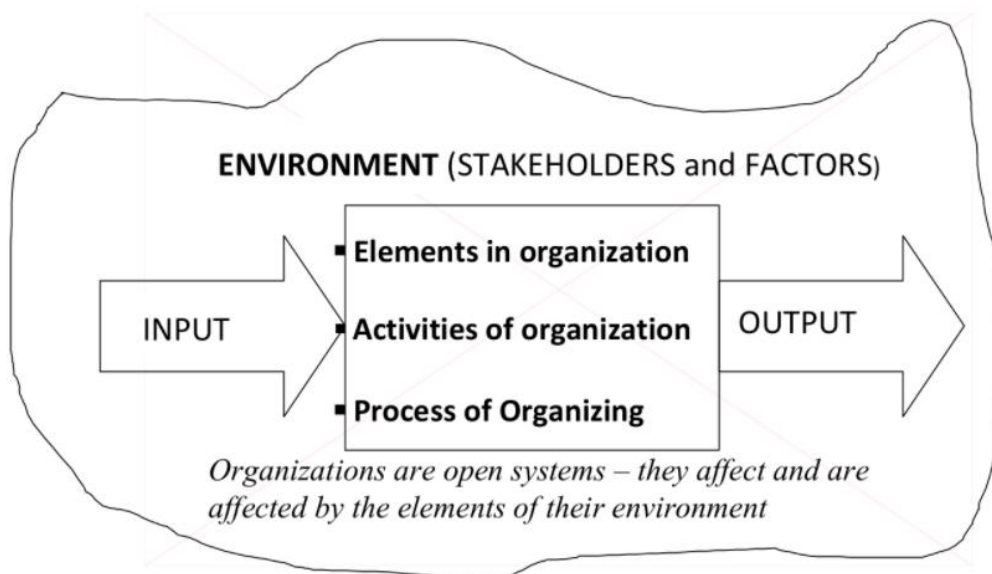 ENVIRONMENT (STAKEHOLDERS and FACTORS)
▪ Elements in organization
INPUT
▪ Activities of organization
OUTPUT
▪ Process of Organizing
Organizations are open systems – they affect and are
affected by the elements of their environment